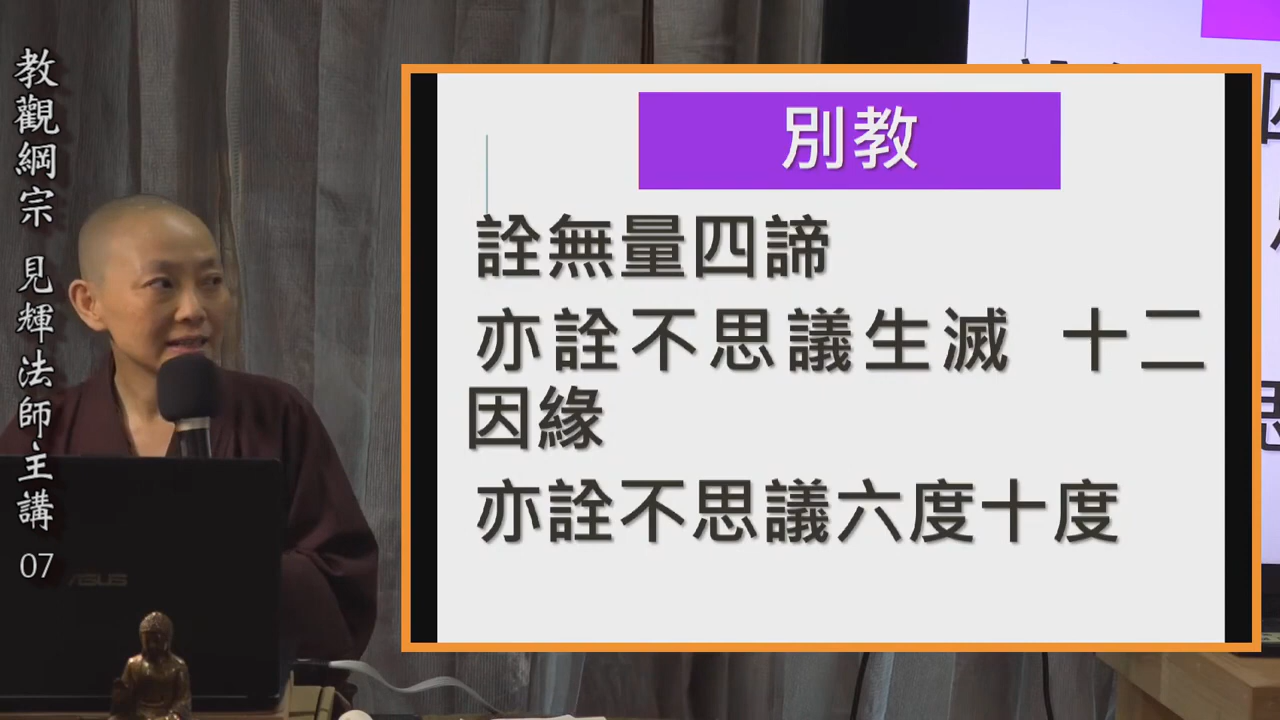 教觀綱宗 見輝法師主講 07
別教
詮無量四諦
亦詮不思議生滅 十二
因緣
亦詮不思議六度十度
ASUS